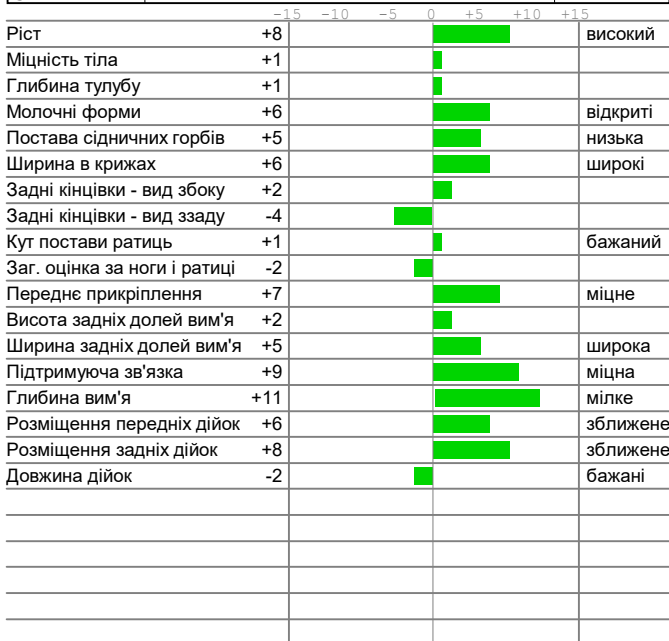 -15 -10 -5 0 +5 +10 +15
Ріст +8 високий
Міцність тіла +1
Глибина тулубу +1
Молочні форми +6 відкриті
Постава сідничних горбів +5 низька
Ширина в крижах +6 широкі
Задні кінцівки - вид збоку +2
Задні кінцівки - вид ззаду -4
Кут постави ратиць +1 бажаний
Заг. оцінка за ноги і ратиці -2
Переднє прикріплення +7 міцне
Висота задніх долей вим'я +2
Ширина задніх долей вим'я +5 широка
Підтримуюча зв'язка +9 міцна
Глибина вим'я +11 мілке
Розміщення передніх дійок +6 зближене
Розміщення задніх дійок +8 зближене
Довжина дійок -2 бажані